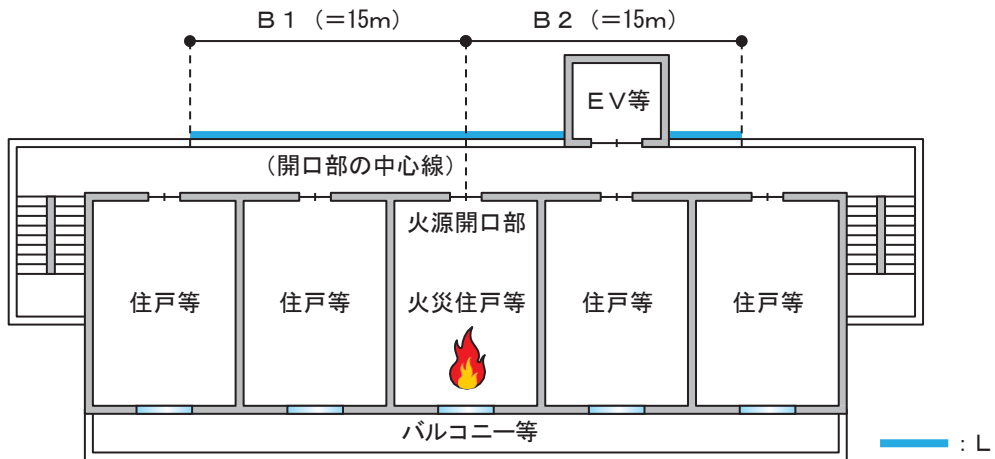 Ｂ１（＝15ｍ）
Ｂ２（＝15ｍ）
ＥＶ等
（開口部の中心線）
火源開口部
住戸等
住戸等
火災住戸等
住戸等
住戸等
バルコニー等
：Ｌ